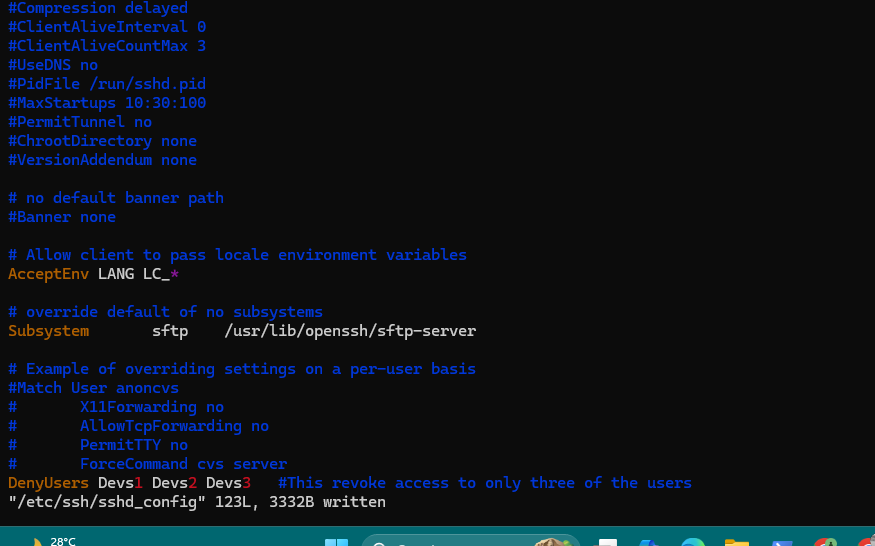 #Compression delayed
#ClientAliveInterval 0
#ClientAliveCountMax 3
#UseDNS no
#PidFile /run/sshd.pid
#MaxStartups 10:30:100
#PermitTunnel no
#ChrootDirectory none
#VersionAddendum none
# no default banner path
#Banner none
# Allow client to pass locale environment variables
AcceptEnv LANG LC_*
# override default of no subsystems
Subsystem sftp /usr/lib/openssh/sftp-server
# Example of overriding settings on a per-user basis
#Match User anoncvs
# X11Forwarding no
# AllowTcpForwarding no
# PermitTTY no
# ForceCommand cvs server
DenyUsers Devs1 Devs2 Devs3 #This revoke access to only three of the users
"/etc/ssh/sshd_config" 123L, 3332B written
28°C